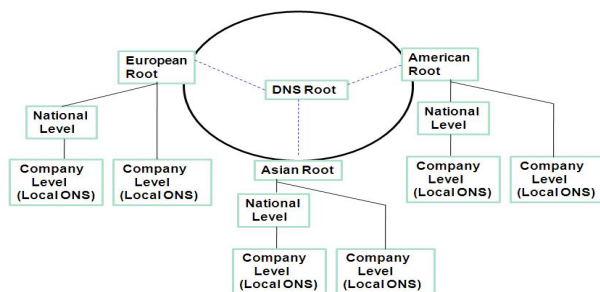 European
Root
American
Root
DNS Root
National
Level
National
Level
Company
Level
(Local ONS)
Company
Level
(Local ONS)
Asian Root
Company
Level
(Local ONS)
Company
Level
(Local ONS)
National
Level
Company
Level
(Local ONS)
Company
Level
(Local ONS)